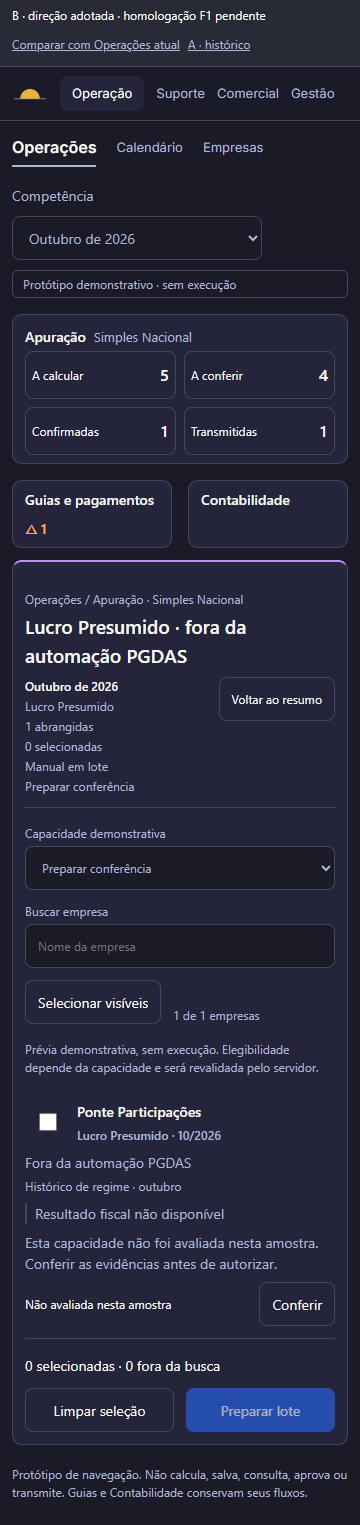 B · direção adotada · homologação F1 pendente
Comparar com Operações atual A · histórico
Operação Suporte Comercial Gestão
Operações Calendário Empresas
Competência
Outubro de 2026
Protótipo demonstrativo · sem execução
Apuração Simples Nacional
A calcular 5 A conferir 4
Confirmadas 1 Transmitidas 1
Guias e pagamentos Contabilidade
△ 1
Operações / Apuração · Simples Nacional
Lucro Presumido · fora da
automação PGDAS
Outubro de 2026
Lucro Presumido
1 abrangidas
0 selecionadas
Manual em lote
Preparar conferência
Voltar ao resumo
Capacidade demonstrativa
Preparar conferência
Buscar empresa
Nome da empresa
Selecionar visíveis 1 de 1 empresas
Prévia demonstrativa, sem execução. Elegibilidade
depende da capacidade e será revalidada pelo servidor.
Ponte Participações
Lucro Presumido · 10/2026
Fora da automação PGDAS
Histórico de regime · outubro
Resultado fiscal não disponível
Esta capacidade não foi avaliada nesta amostra.
Conferir as evidências antes de autorizar.
Não avaliada nesta amostra Conferir
0 selecionadas · 0 fora da busca
Limpar seleção Preparar lote
Protótipo de navegação. Não calcula, salva, consulta, aprova ou
transmite. Guias e Contabilidade conservam seus fluxos.